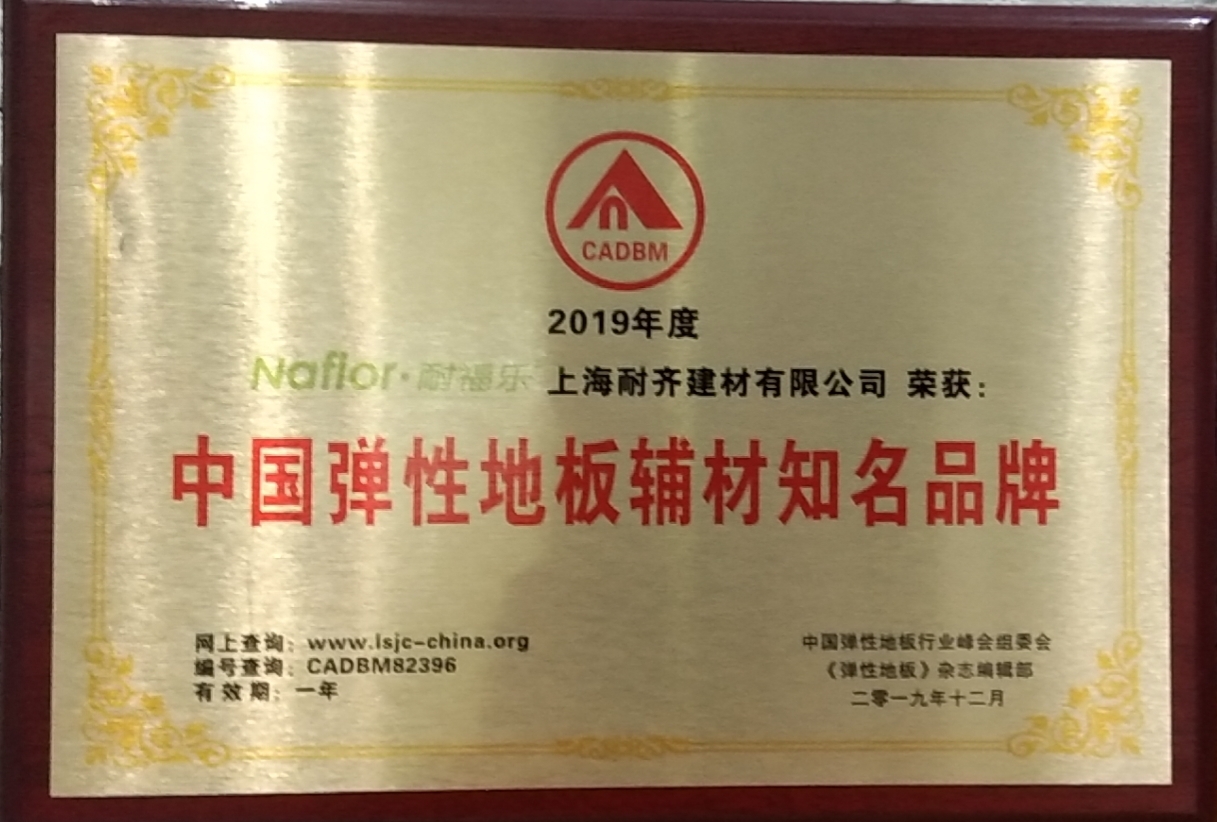 CADBM
2019年度
Naflor·耐福乐 上海耐齐建材有限公司 荣获:
中国弹性地板辅材知名品牌
网上查询: www.lsjc-china.org
编号查询: CADBM82396
有效期: 一年
中国弹性地板行业峰会组委会
《弹性地板》杂志编辑部
二零一九年十二月